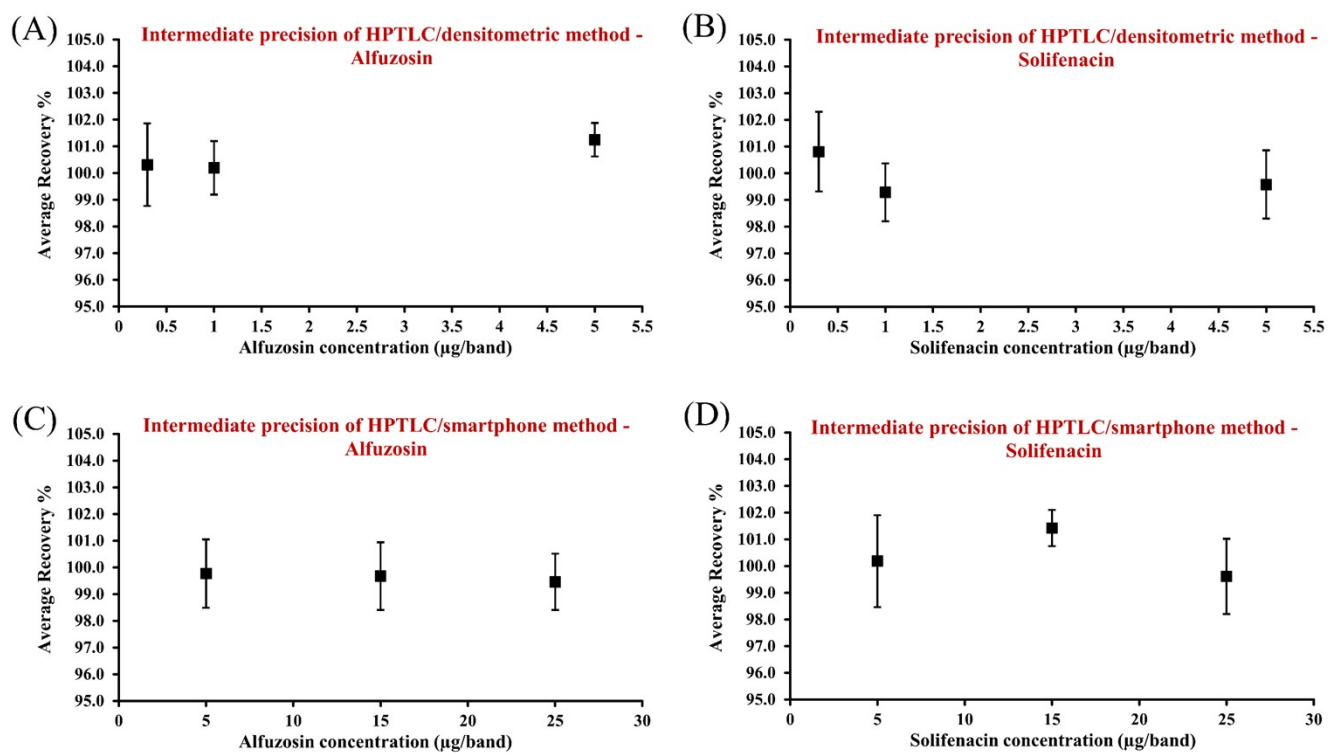 (A)
Intermediate precision of HPTLC/densitometric method -
Alfuzosin
Average Recovery %
105.0
104.0
103.0
102.0
101.0
100.0
99.0
98.0
97.0
96.0
95.0
0 0.5 1 1.5 2 2.5 3 3.5 4 4.5 5 5.5
Alfuzosin concentration (µg/band)
(B)
Intermediate precision of HPTLC/densitometric method -
Solifenacin
Average Recovery %
105.0
104.0
103.0
102.0
101.0
100.0
99.0
98.0
97.0
96.0
95.0
0 0.5 1 1.5 2 2.5 3 3.5 4 4.5 5 5.5
Solifenacin concentration (µg/band)
(C)
Intermediate precision of HPTLC/smartphone method -
Alfuzosin
Average Recovery %
105.0
104.0
103.0
102.0
101.0
100.0
99.0
98.0
97.0
96.0
95.0
0 5 10 15 20 25 30
Alfuzosin concentration (µg/band)
(D)
Intermediate precision of HPTLC/smartphone method -
Solifenacin
Average Recovery %
105.0
104.0
103.0
102.0
101.0
100.0
99.0
98.0
97.0
96.0
95.0
0 5 10 15 20 25 30
Solifenacin concentration (µg/band)